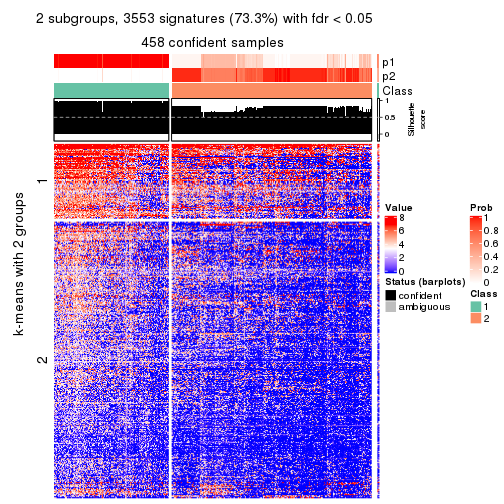 2 subgroups, 3553 signatures (73.3%) with fdr < 0.05
458 confident samples
p1
p2
Class
1
0.5
0
Silhouette
score
k-means with 2 groups
1
2
Value
8
6
4
2
0
Status (barplots)
confident
ambiguous
Prob
1
0.8
0.6
0.4
0.2
0
Class
1
2